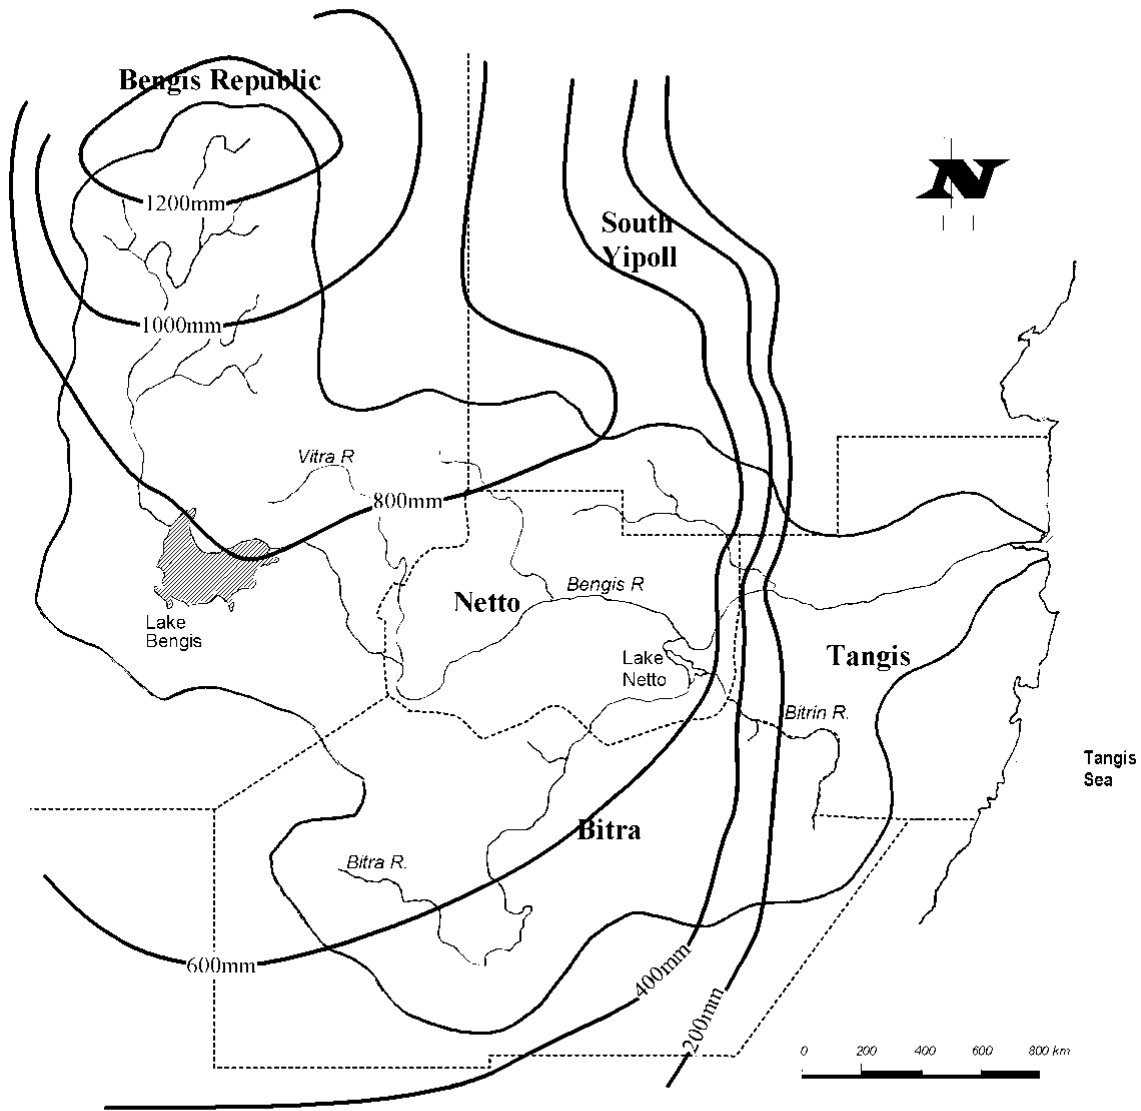 Bengis Republic
1200mm
N
South
Yipoll
1000mm
Vitra R
800mm
Bengis R
Netto
Lake
Bengis
Lake
Netto
Tangis
Bitrin R.
Tangis
Sea
Bitra
Bitra R.
600mm
400mm
200mm
0 200 400 600 800 km